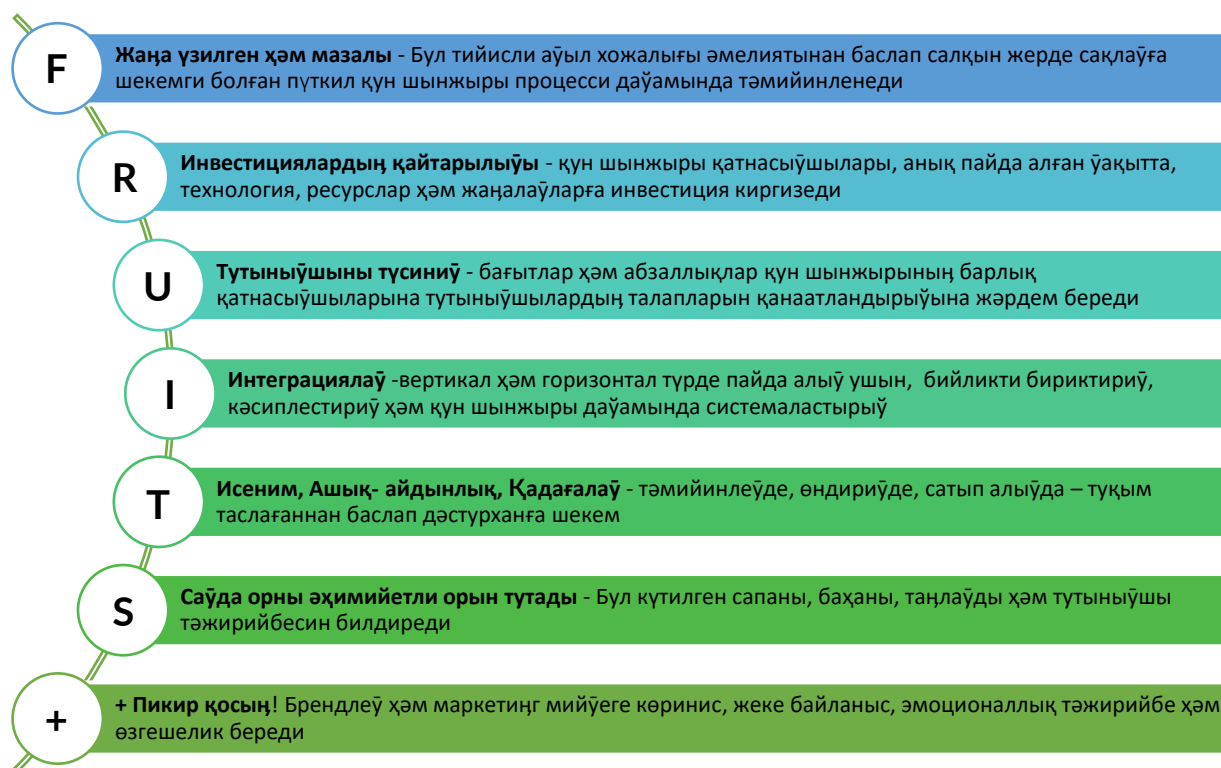 F
Жаңа үзилген ҳәм мазалы - Бул тийисли аўыл хожалығы әмелиятынан баслап салқын жерде сақлаўға
шекемги болған пүткил қун шынжыры процесси даўамында тәмийинленеди
R
Инвестициялардың қайтарылыўы - қун шынжыры қатнасыўшылары, анық пайда алған ўақытта,
технология, ресурслар ҳәм жаңалаўларға инвестиция киргизеди
U
Тутыныўшыны түсиниў - бағытлар ҳәм абзаллықлар қун шынжырының барлық
қатнасыўшыларына тутыныўшылардың талапларын қанаатландырыўына жәрдем береди
I
Интеграциялаў -вертикал ҳәм горизонтал түрде пайда алыў ушын, бийликти бириктириў,
кәсиплестириў ҳәм қун шынжыры даўамында системаластырыў
T
Исеним, Ашық- айдынлық, Қадағалаў - тәмийинлеўде, өндириўде, сатып алыўда – туқым
таслағаннан баслап дәстурханға шекем
S
Саўда орны әҳимийетли орын тутады - Бул күтилген сапаны, баҳаны, таңлаўды ҳәм тутыныўшы
тәжирийбесин билдиреди
+
+ Пикир қосың! Брендлеў ҳәм маркетиңг мийўеге көринис, жеке байланыс, эмоционаллық тәжирийбе ҳәм
өзгешелик береди